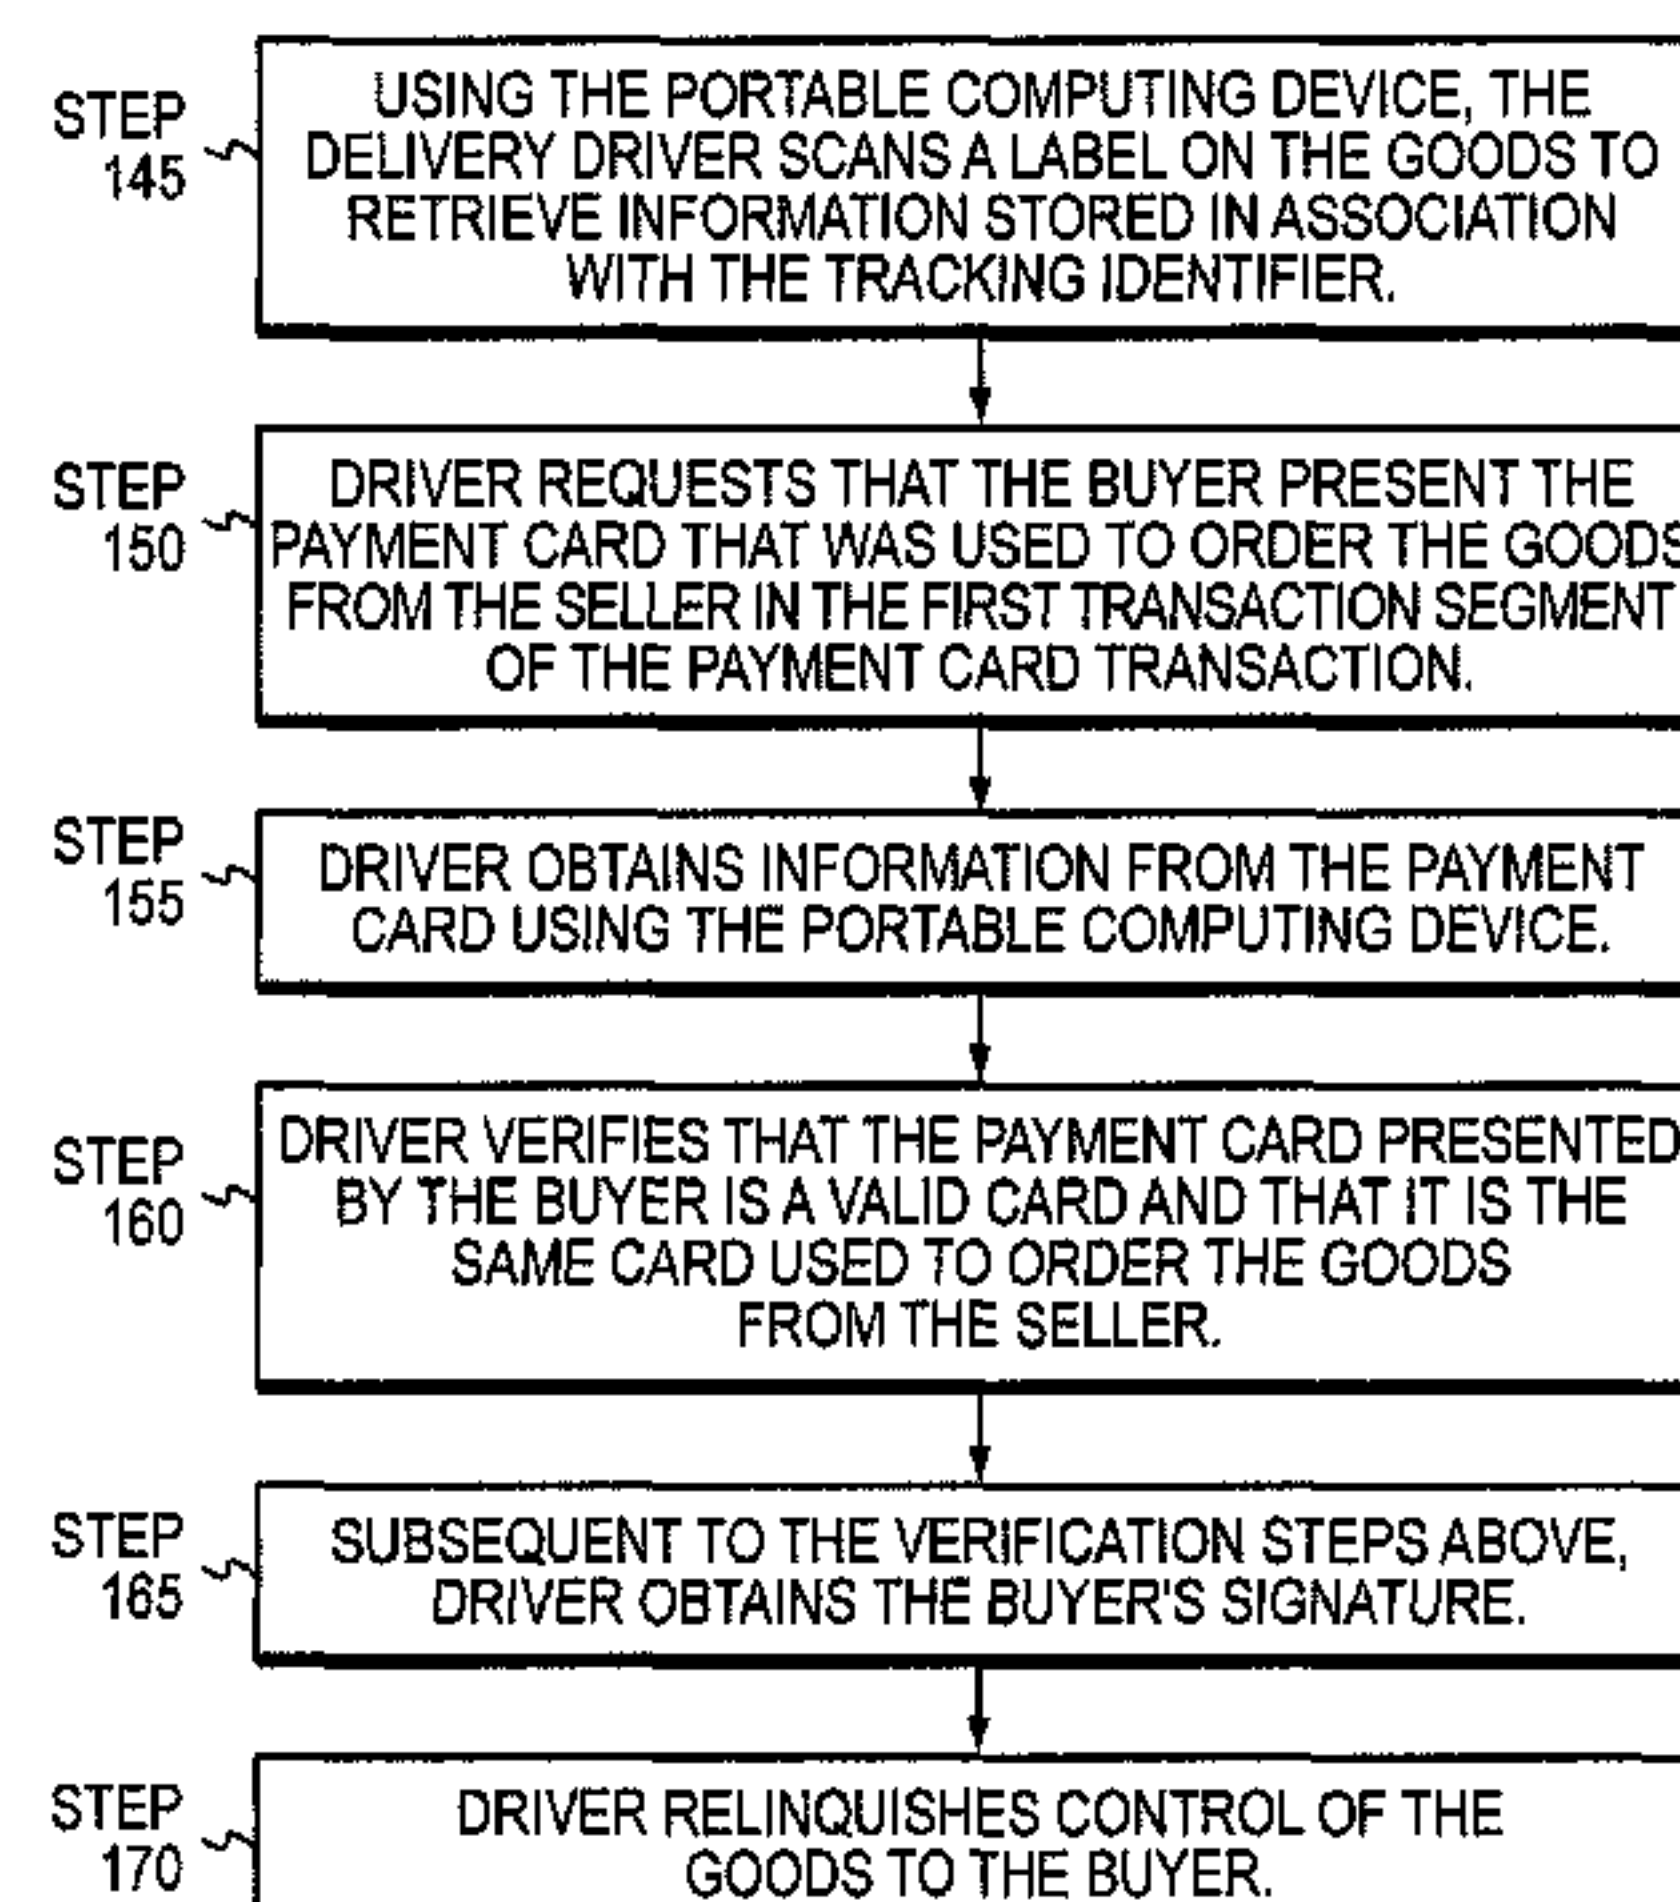 STEP
145
USING THE PORTABLE COMPUTING DEVICE, THE
DELIVERY DRIVER SCANS A LABEL ON THE GOODS TO
RETRIEVE INFORMATION STORED IN ASSOCIATION
WITH THE TRACKING IDENTIFIER.
STEP
150
DRIVER REQUESTS THAT THE BUYER PRESENT THE
PAYMENT CARD THAT WAS USED TO ORDER THE GOODS
FROM THE SELLER IN THE FIRST TRANSACTION SEGMENT
OF THE PAYMENT CARD TRANSACTION.
STEP
155
DRIVER OBTAINS INFORMATION FROM THE PAYMENT
CARD USING THE PORTABLE COMPUTING DEVICE.
STEP
160
DRIVER VERIFIES THAT THE PAYMENT CARD PRESENTED
BY THE BUYER IS A VALID CARD AND THAT IT IS THE
SAME CARD USED TO ORDER THE GOODS
FROM THE SELLER.
STEP
165
SUBSEQUENT TO THE VERIFICATION STEPS ABOVE,
DRIVER OBTAINS THE BUYER'S SIGNATURE.
STEP
170
DRIVER RELINQUISHES CONTROL OF THE
GOODS TO THE BUYER.